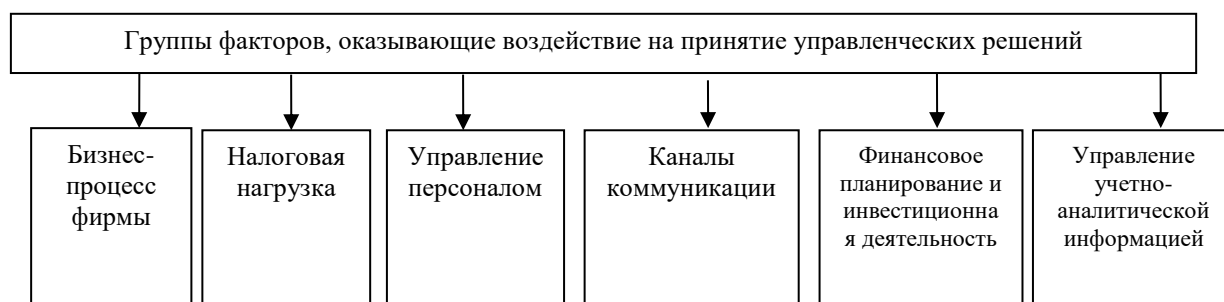 Группы факторов, оказывающие воздействие на принятие управленческих решений
Бизнес-
процесс
фирмы
Налоговая
нагрузка
Управление
персоналом
Каналы
коммуникации
Финансовое
планирование и
инвестиционна
я деятельность
Управление
учетно-
аналитической
информацией